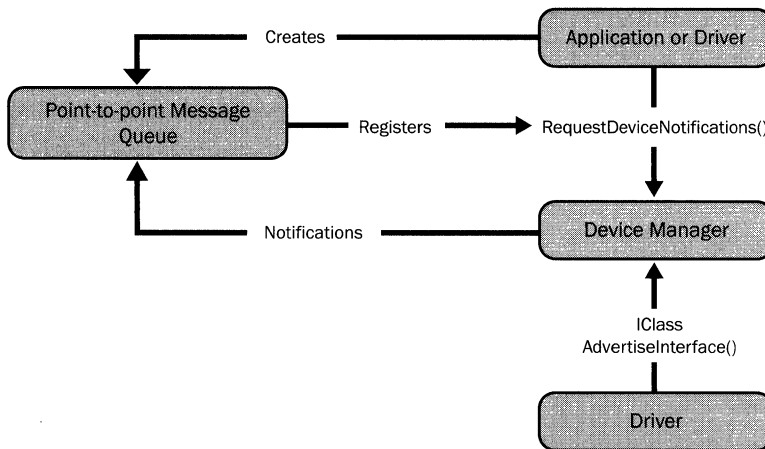 Creates
Application or Driver
Point-to-point Message
Queue
Registers
RequestDeviceNotifications()
Notifications
Device Manager
IClass
AdvertiseInterface()
Driver